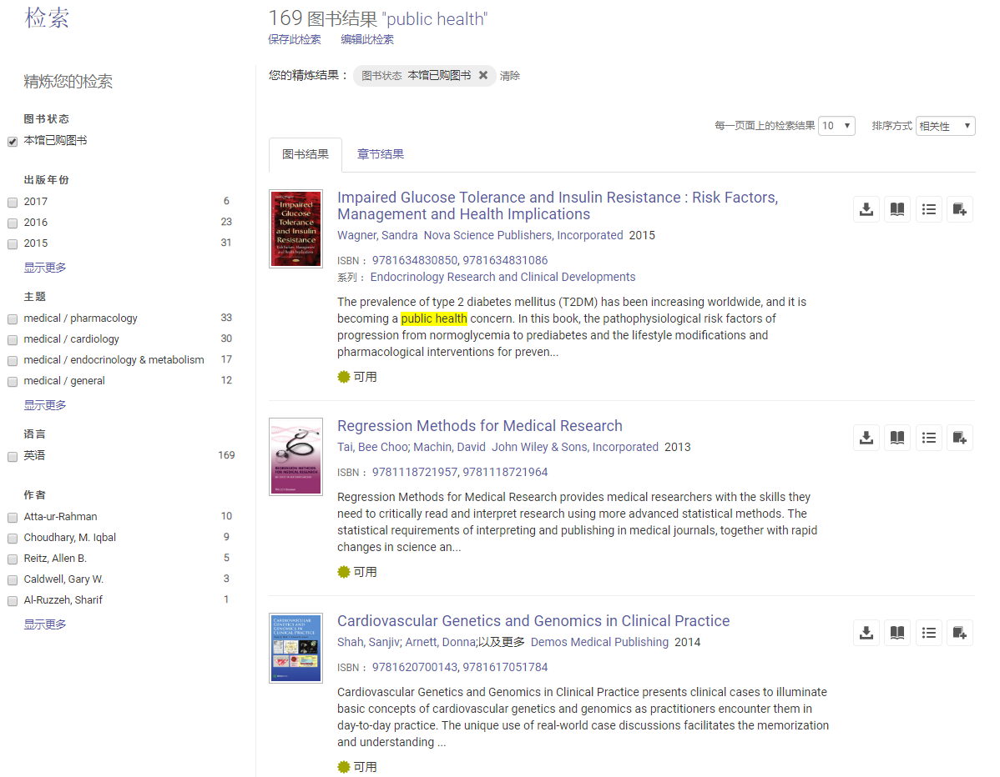 检索
169 图书结果 "public health"
保存此检索 编辑此检索
精炼您的检索
图书状态
本馆已购图书
出版年份
2017 6
2016 23
2015 31
显示更多
主题
medical / pharmacology 33
medical / cardiology 30
medical / endocrinology & metabolism 17
medical / general 12
显示更多
语言
英语 169
作者
Atta-ur-Rahman 10
Choudhary, M. Iqbal 9
Reitz, Allen B. 5
Caldwell, Gary W. 3
Al-Ruzzeh, Sharif 1
显示更多
您的精炼结果： 图书状态 本馆已购图书 ✖ 清除
每一页面上的检索结果 10 ▼ 排序方式 相关性 ▼
图书结果 章节结果
Impaired
Glucose
Tolerance
and Insulin
Resistance
Impaired Glucose Tolerance and Insulin Resistance : Risk Factors,
Management and Health Implications
Wagner, Sandra Nova Science Publishers, Incorporated 2015
ISBN： 9781634830850, 9781634831086
系列： Endocrinology Research and Clinical Developments
The prevalence of type 2 diabetes mellitus (T2DM) has been increasing worldwide, and it is
becoming a public health concern. In this book, the pathophysiological risk factors of
progression from normoglycemia to prediabetes and the lifestyle modifications and
pharmacological interventions for preven...
可用
REGRESSION METHODS
FOR MEDICAL RESEARCH
Regression Methods for Medical Research
Tai, Bee Choo; Machin, David John Wiley & Sons, Incorporated 2013
ISBN： 9781118721957, 9781118721964
Regression Methods for Medical Research provides medical researchers with the skills they
need to critically read and interpret research using more advanced statistical methods. The
statistical requirements of interpreting and publishing in medical journals, together with rapid
changes in science an...
可用
CARDIOVASCULAR
GENETICS AND
GENOMICS IN
CLINICAL PRACTICE
Cardiovascular Genetics and Genomics in Clinical Practice
Shah, Sanjiv; Arnett, Donna;以及更多 Demos Medical Publishing 2014
ISBN： 9781620700143, 9781617051784
Cardiovascular Genetics and Genomics in Clinical Practice presents clinical cases to illuminate
basic concepts of cardiovascular genetics and genomics as practitioners encounter them in
day-to-day practice. The unique use of real-world case discussions facilitates the memorization
and understanding ...
可用